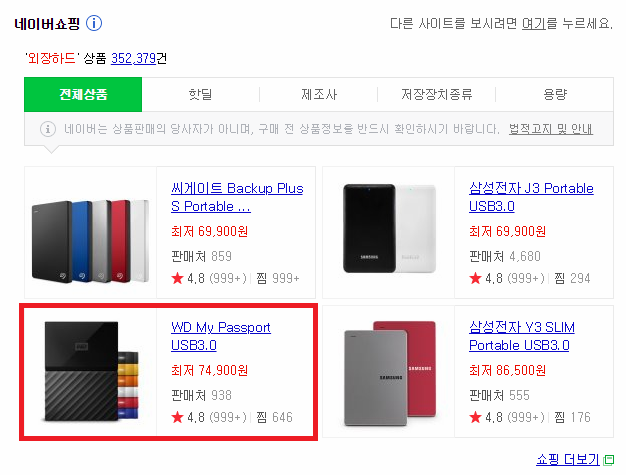 네이버쇼핑 ⓘ 다른 사이트를 보시려면 여기를 누르세요.
'외장하드' 상품 352,379건
전체상품 핫딜 제조사 저장장치종류 용량
네이버는 상품판매의 당사자가 아니며, 구매 전 상품정보를 반드시 확인하시기 바랍니다. 법적고지 및 안내
씨게이트 Backup Plus
S Portable ...
최저 69,900원
판매처 859
★ 4,8 (999+) 찜 999+
삼성전자 J3 Portable
USB3,0
최저 69,900원
판매처 4,680
★ 4,8 (999+) 찜 294
SAMSUNG
WD My Passport
USB3,0
최저 74,900원
판매처 938
★ 4,8 (999+) 찜 646
WD
삼성전자 Y3 SLIM
Portable USB3,0
최저 86,500원
판매처 555
★ 4,8 (999+) 찜 176
SAMSUNG
SAMSUNG
쇼핑 더보기